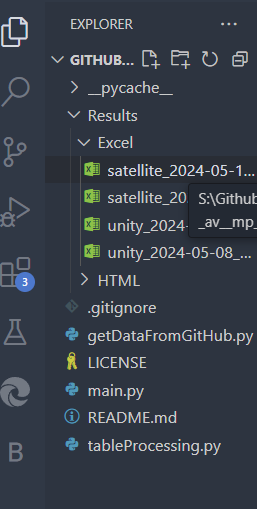 EXPLORER ...
GITHUB...
__pycache__
Results
Excel
satellite_2024-05-1...
satellite_20
S:\Github
unity_2024-
_av__mp_
unity_2024-05-08_...
3
HTML
.gitignore
getDataFromGitHub.py
LICENSE
main.py
README.md
B
tableProcessing.py